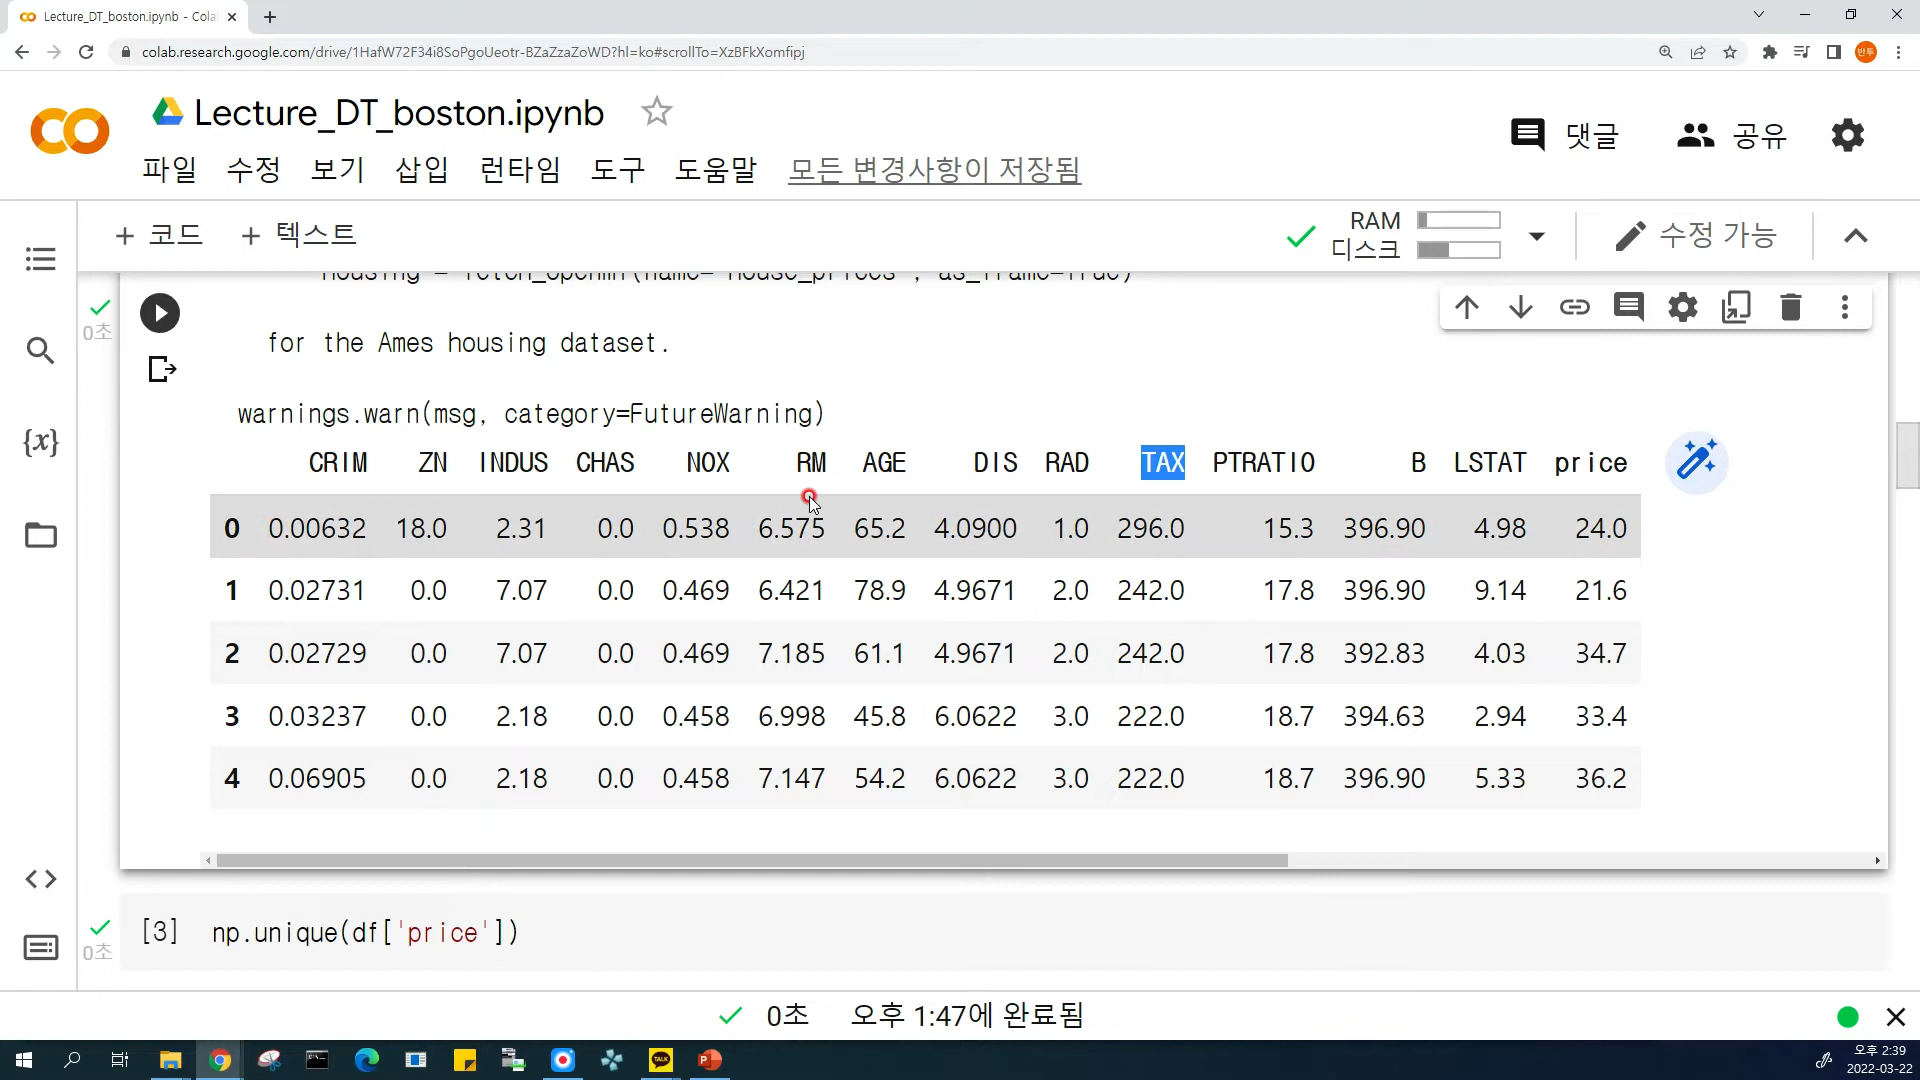 Lecture_DT_boston.ipynb - Cola
colab.research.google.com/drive/1HafW72F34i8SoPgoUeotr-BZaZzaZoWD?hl=ko#scrollTo=XzBFkXomfipj
반투
Lecture_DT_boston.ipynb
댓글
공유
파일 수정 보기 삽입 런타임 도구 도움말 모든 변경사항이 저장됨
+ 코드 + 텍스트
RAM
디스크
수정 가능
housing = fetch_openml(name="house_prices", as_frame=True)
0초
for the Ames housing dataset.
warnings.warn(msg, category=FutureWarning)
CRIM ZN INDUS CHAS NOX RM AGE DIS RAD TAX PTRATIO B LSTAT price
0 0.00632 18.0 2.31 0.0 0.538 6.575 65.2 4.0900 1.0 296.0 15.3 396.90 4.98 24.0
1 0.02731 0.0 7.07 0.0 0.469 6.421 78.9 4.9671 2.0 242.0 17.8 396.90 9.14 21.6
2 0.02729 0.0 7.07 0.0 0.469 7.185 61.1 4.9671 2.0 242.0 17.8 392.83 4.03 34.7
3 0.03237 0.0 2.18 0.0 0.458 6.998 45.8 6.0622 3.0 222.0 18.7 394.63 2.94 33.4
4 0.06905 0.0 2.18 0.0 0.458 7.147 54.2 6.0622 3.0 222.0 18.7 396.90 5.33 36.2
[3] np.unique(df['price'])
0초
0초 오후 1:47에 완료됨
TALK
오후 2:39
2022-03-22